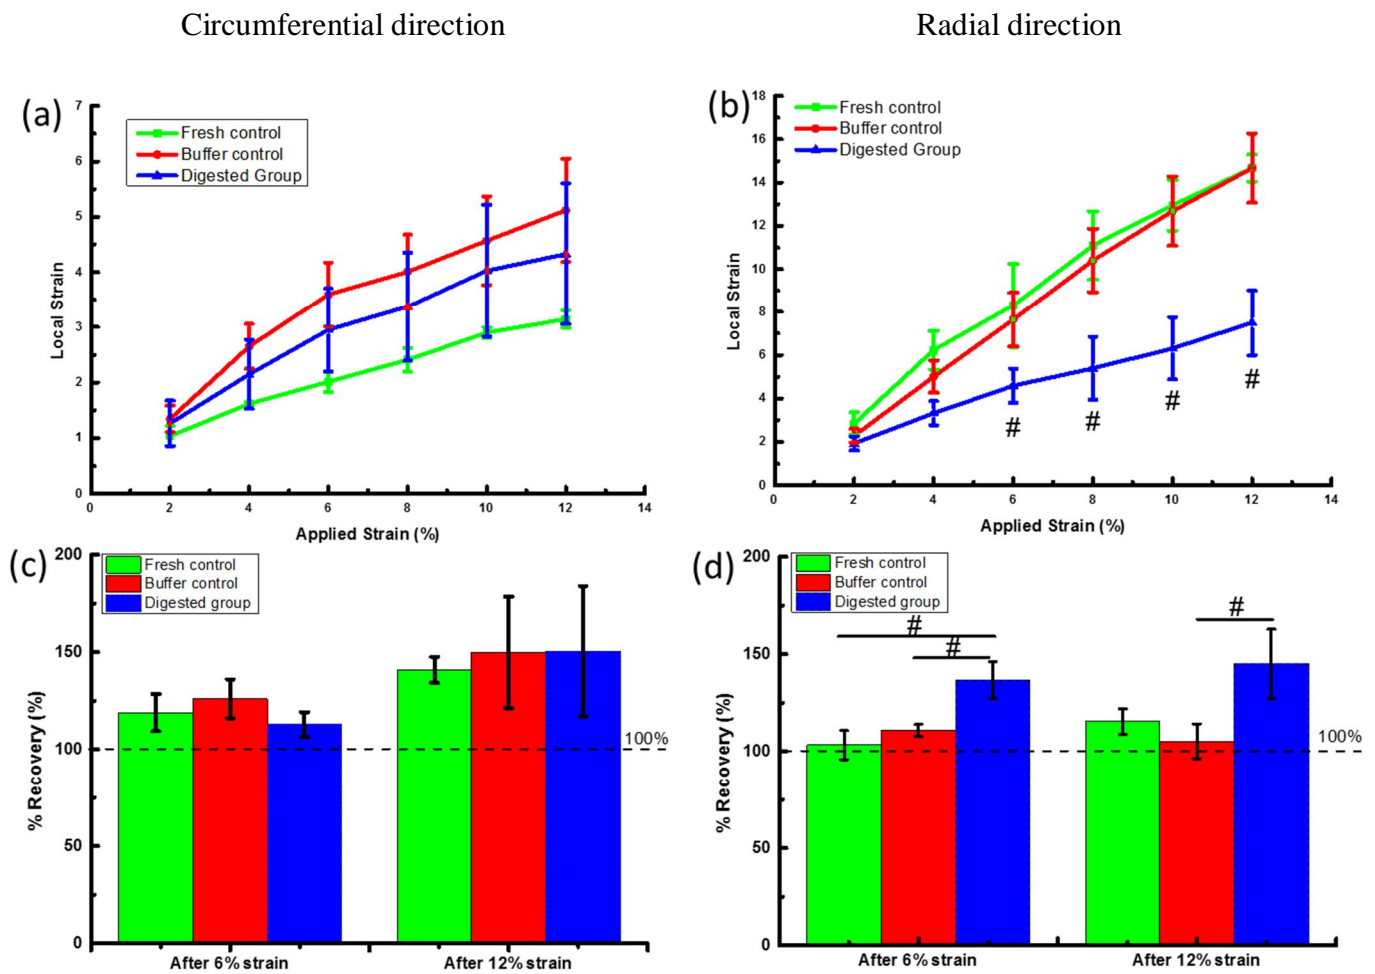 Circumferential direction
Radial direction
(a)
7
6
5
4
3
2
1
0
Local Strain
Fresh control
Buffer control
Digested Group
0 2 4 6 8 10 12 14
Applied Strain (%)
(b)
18
16
14
12
10
8
6
4
2
0
Local Strain
Fresh control
Buffer control
Digested Group
# # # #
0 2 4 6 8 10 12 14
Applied Strain (%)
(c)
200
150
100
50
0
% Recovery (%)
Fresh control
Buffer control
Digested group
100%
After 6% strain After 12% strain
(d)
200
150
100
50
0
% Recovery (%)
Fresh control
Buffer control
Digested group
# # #
100%
After 6% strain After 12% strain